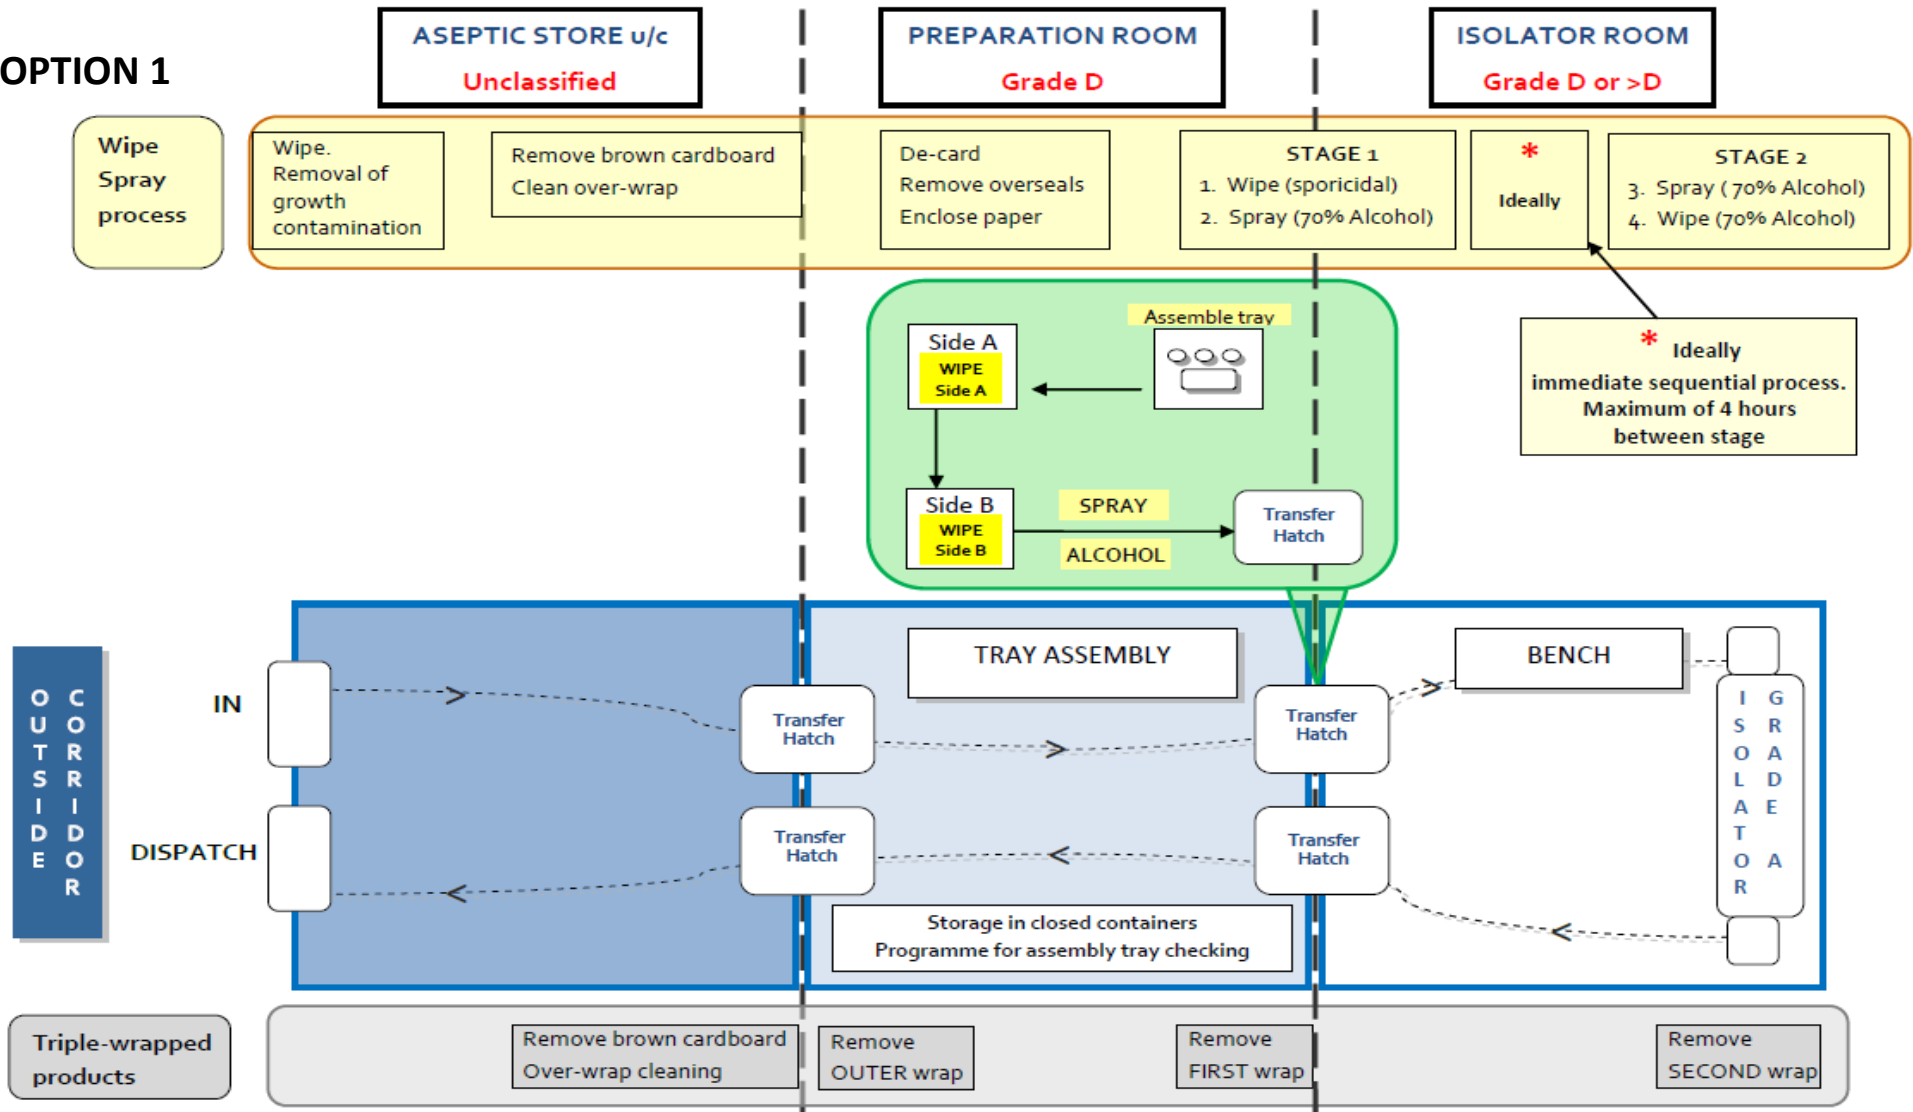 OPTION 1
ASEPTIC STORE u/c
Unclassified
PREPARATION ROOM
Grade D
ISOLATOR ROOM
Grade D or >D
Wipe
Spray
process
Wipe.
Removal of
growth
contamination
Remove brown cardboard
Clean over-wrap
De-card
Remove overseals
Enclose paper
STAGE 1
1. Wipe (sporicidal)
2. Spray (70% Alcohol)
*
Ideally
STAGE 2
3. Spray ( 70% Alcohol)
4. Wipe (70% Alcohol)
Side A
WIPE
Side A
Assemble tray
Side B
WIPE
Side B
SPRAY
ALCOHOL
Transfer
Hatch
* Ideally
immediate sequential process.
Maximum of 4 hours
between stage
OUTSIDE
CORRIDOR
IN
DISPATCH
Transfer
Hatch
TRAY ASSEMBLY
Transfer
Hatch
BENCH
ISOLATOR
GRADE A
Transfer
Hatch
Transfer
Hatch
Storage in closed containers
Programme for assembly tray checking
Triple-wrapped
products
Remove brown cardboard
Over-wrap cleaning
Remove
OUTER wrap
Remove
FIRST wrap
Remove
SECOND wrap